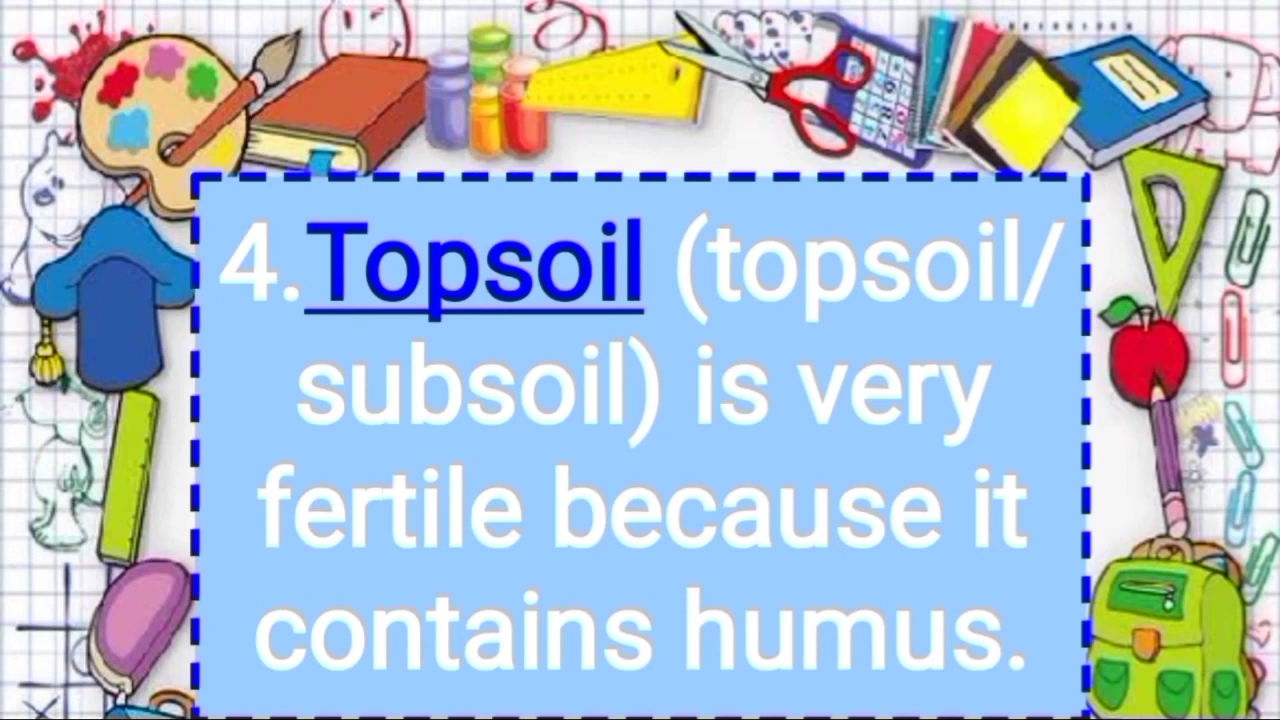 4.Topsoil (topsoil/
subsoil) is very
fertile because it
contains humus.